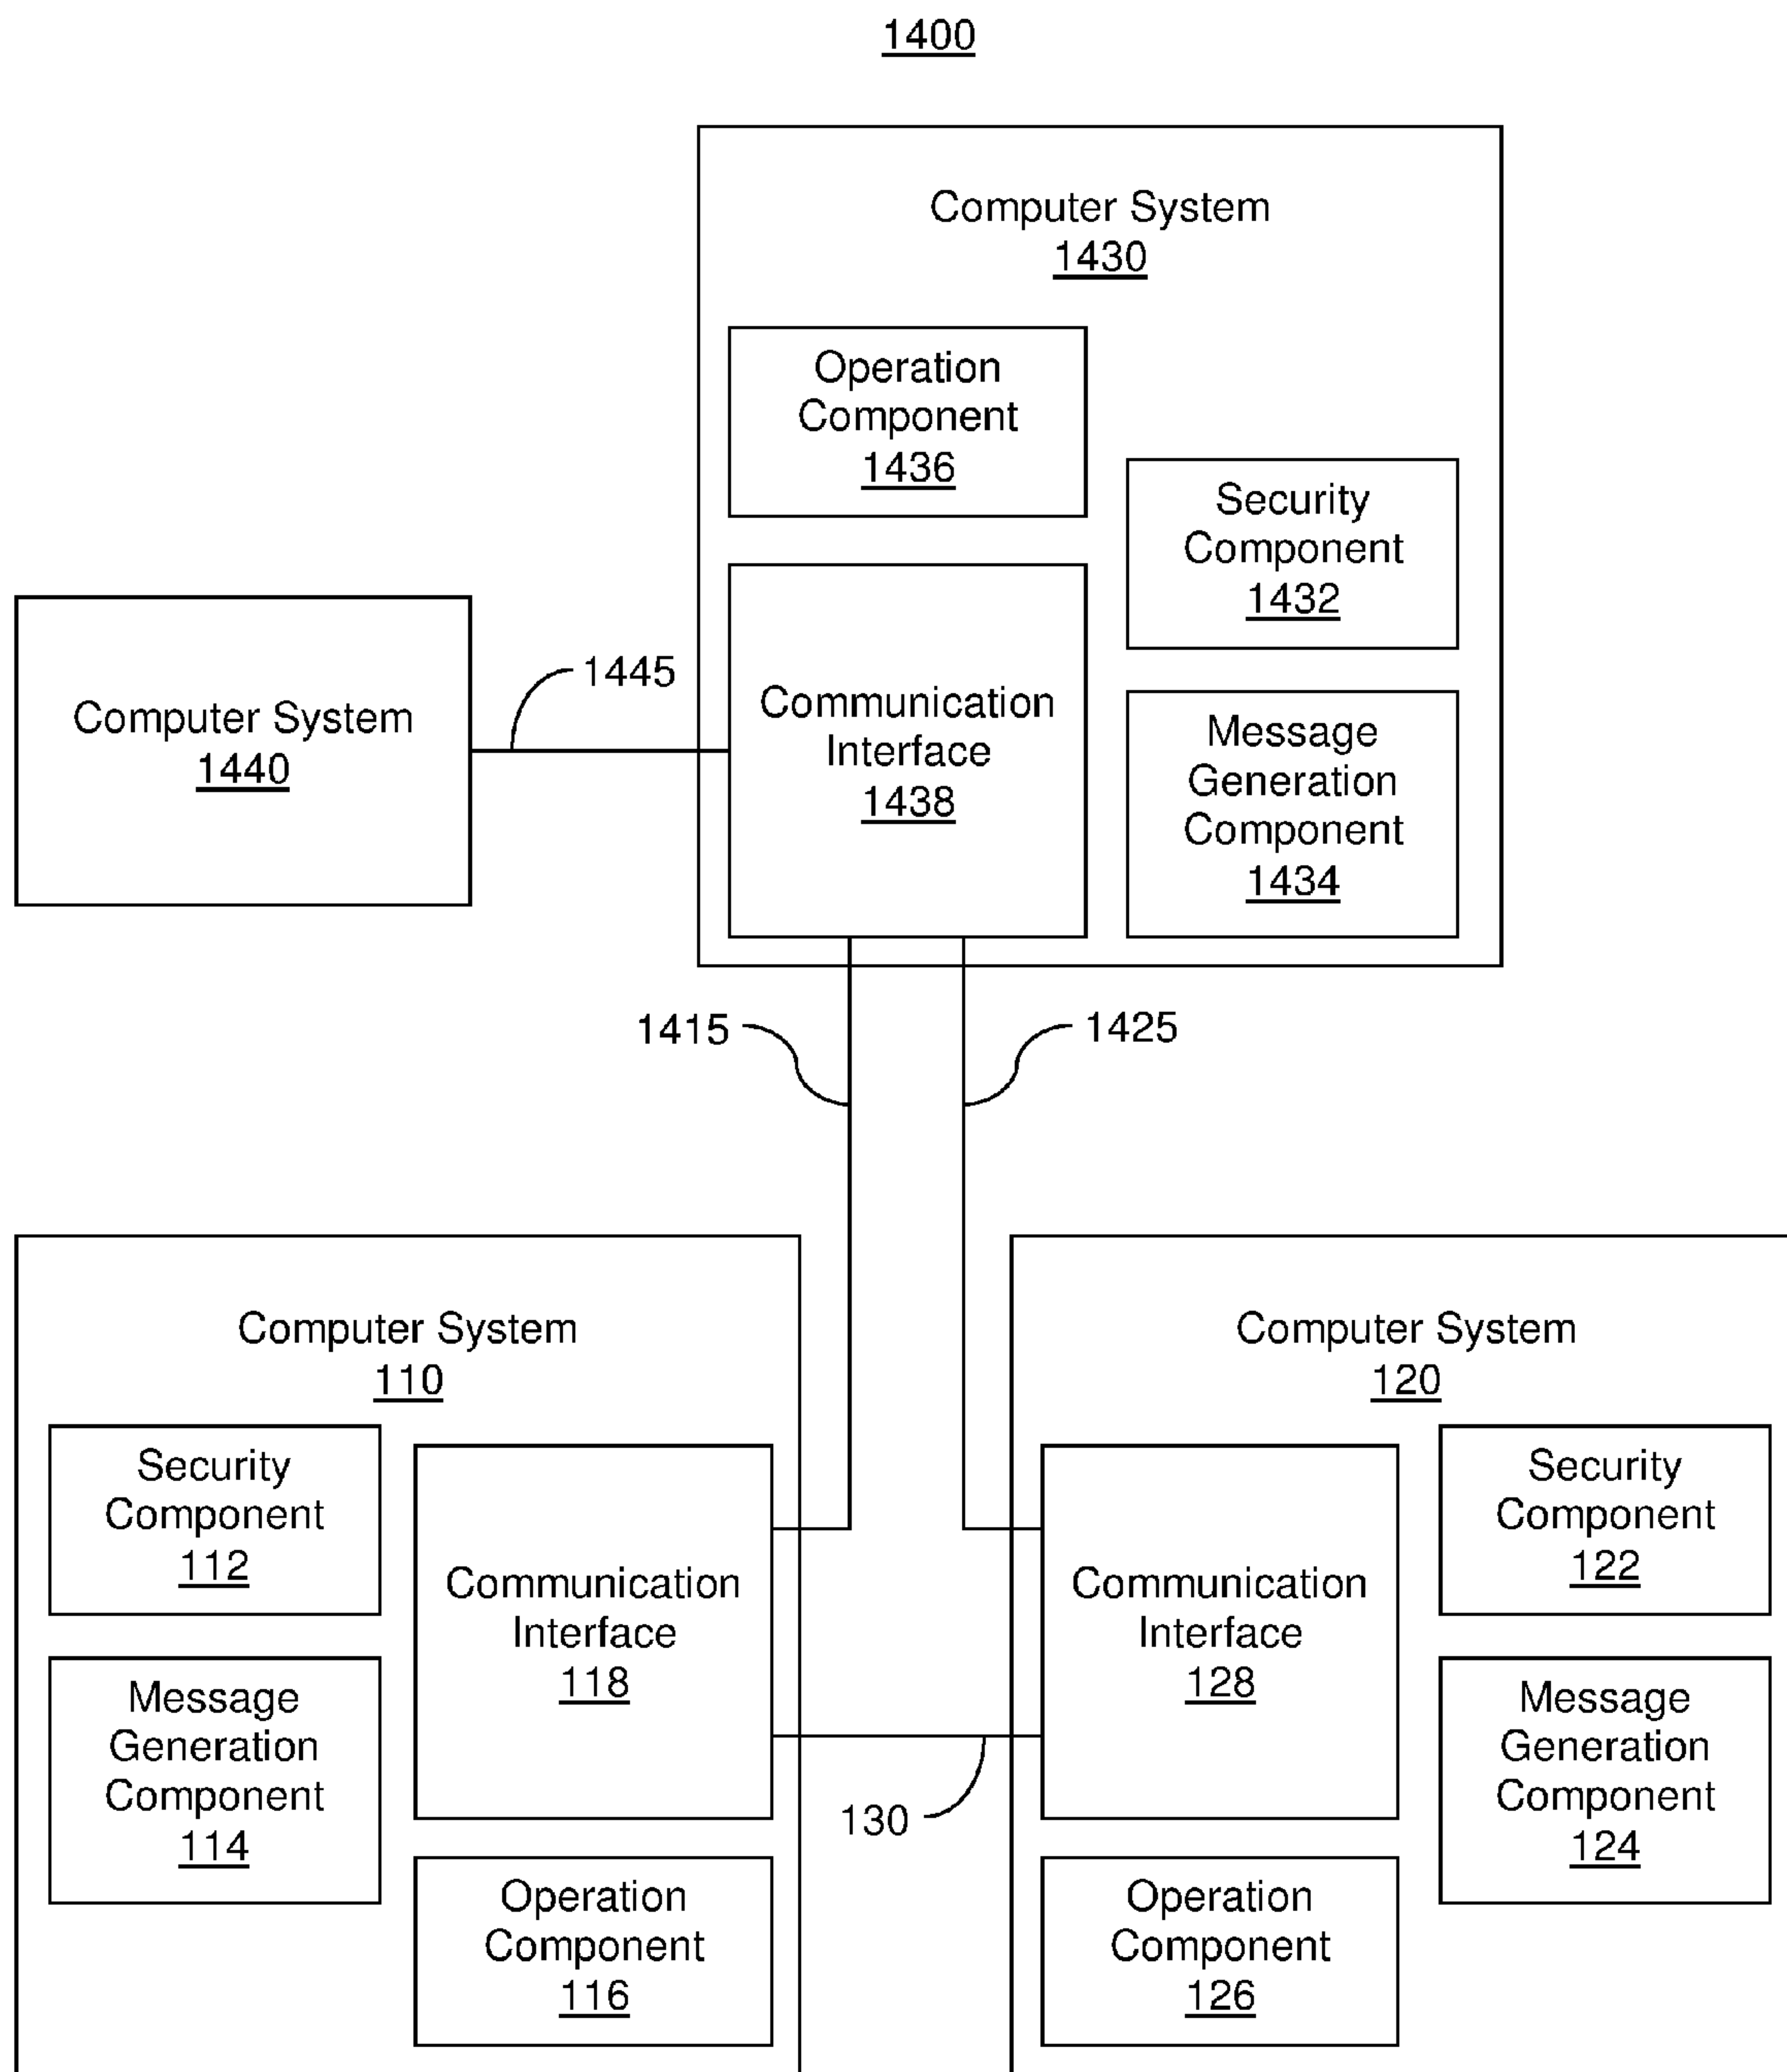 1400
Computer System
1430
Operation
Component
1436
Security
Component
1432
Communication
Interface
1438
Message
Generation
Component
1434
Computer System
1440
1445
1415
1425
Computer System
110
Security
Component
112
Message
Generation
Component
114
Communication
Interface
118
Operation
Component
116
130
Computer System
120
Communication
Interface
128
Security
Component
122
Message
Generation
Component
124
Operation
Component
126